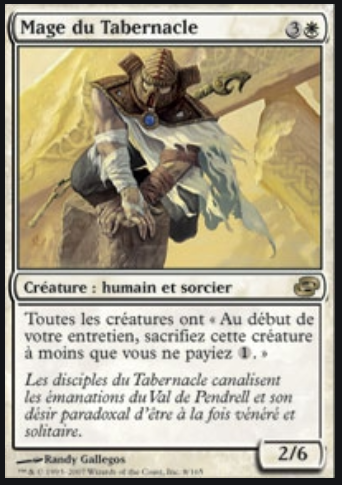 Mage du Tabernacle 3
Créature : humain et sorcier
Toutes les créatures ont « Au début de
votre entretien, sacrifiez cette créature
à moins que vous ne payiez 1. »
Les disciples du Tabernacle canalisent
les émanations du Val de Pendrell et son
désir paradoxal d'être à la fois vénéré et
solitaire.
Randy Gallegos
™ & © 1993-2007 Wizards of the Coast, Inc. 8/165
2/6